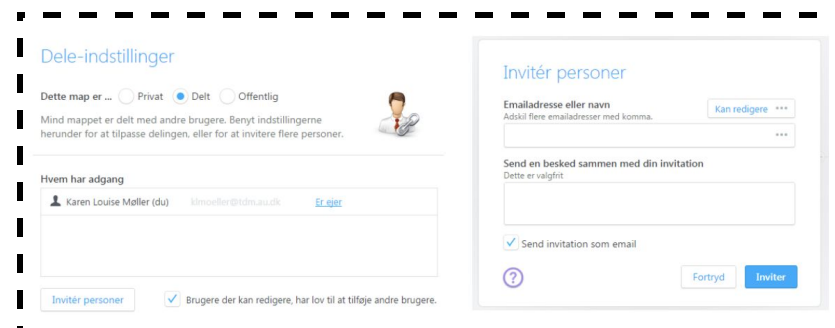 Dele-indstillinger
Dette map er ... Privat Delt Offentlig
Mind mappet er delt med andre brugere. Benyt indstillingerne
herunder for at tilpasse delingen, eller for at invitere flere personer.
Hvem har adgang
Karen Louise Møller (du) klmoeller@tdm.au.dk Er ejer
Invitér personer
Brugere der kan redigere, har lov til at tilføje andre brugere.
Invitér personer
Emailadresse eller navn
Adskil flere emailadresser med komma.
Kan redigere
Send en besked sammen med din invitation
Dette er valgfrit
Send invitation som email
?
Fortryd
Inviter